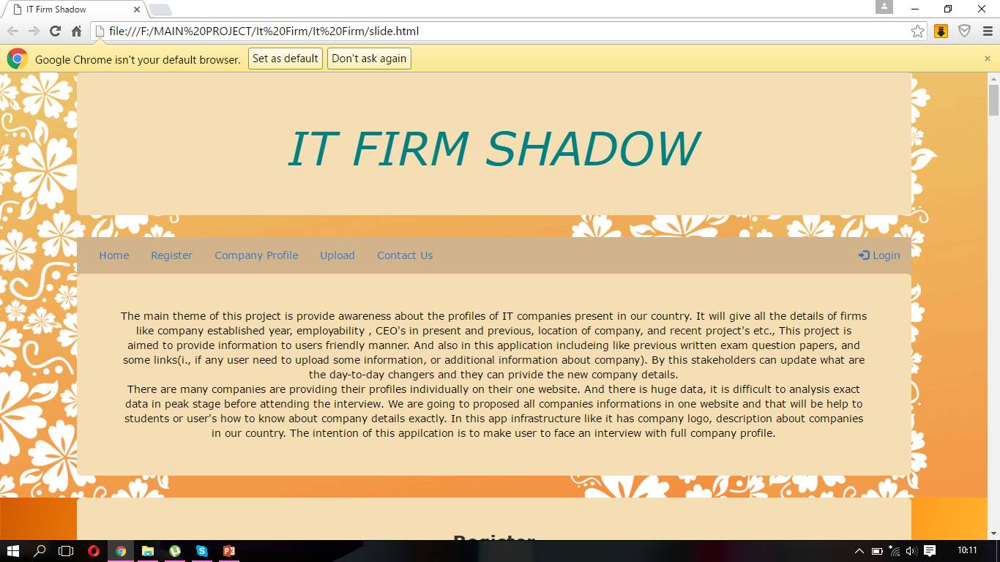 IT Firm Shadow
file:///F:/MAIN%20PROJECT/It%20Firm/It%20Firm/slide.html
Google Chrome isn't your default browser. Set as default Don't ask again
IT FIRM SHADOW
Home Register Company Profile Upload Contact Us Login
The main theme of this project is provide awareness about the profiles of IT companies present in our country. It will give all the details of firms
like company established year, employability , CEO's in present and previous, location of company, and recent project's etc., This project is
aimed to provide information to users friendly manner. And also in this application includeing like previous written exam question papers, and
some links(i., if any user need to upload some information, or additional information about company). By this stakeholders can update what are
the day-to-day changers and they can privide the new company details.
There are many companies are providing their profiles individually on their one website. And there is huge data, it is difficult to analysis exact
data in peak stage before attending the interview. We are going to proposed all companies informations in one website and that will be help to
students or user's how to know about company details exactly. In this app infrastructure like it has company logo, description about companies
in our country. The intention of this appilcation is to make user to face an interview with full company profile.
Register
10:11